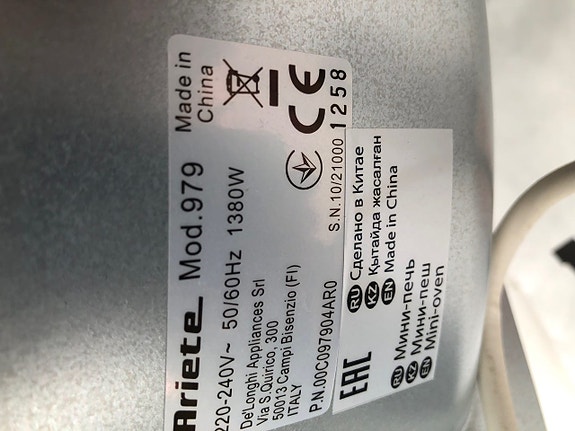 Ariete Mod.979 Made in China
220-240V~ 50/60Hz 1380W
De'Longhi Appliances Srl
Via S.Quirico, 300
50013 Campi Bisenzio (FI)
ITALY
P.N.00C097904AR0 S.N.10/21000 1258
CE
EAC
RU Сделано в Китае
KZ Қытайда жасалған
EN Made in China
RU Мини-печь
KZ Мини-пеш
EN Mini-oven